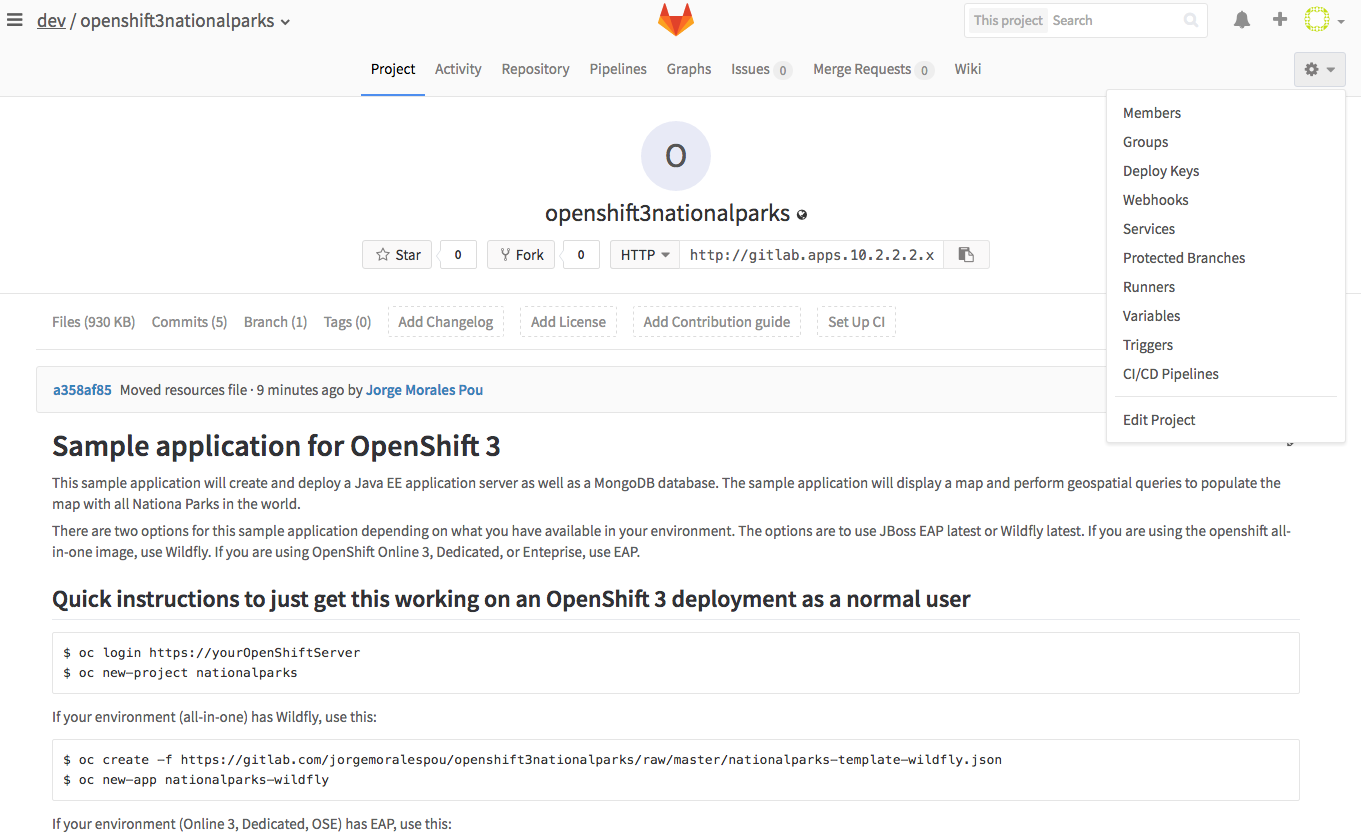 dev / openshift3nationalparks
This project Search
Project Activity Repository Pipelines Graphs Issues 0 Merge Requests 0 Wiki
Members
Groups
Deploy Keys
Webhooks
Services
Protected Branches
Runners
Variables
Triggers
CI/CD Pipelines
Edit Project
O
openshift3nationalparks
Star 0 Fork 0 HTTP http://gitlab.apps.10.2.2.2.x
Files (930 KB) Commits (5) Branch (1) Tags (0) Add Changelog Add License Add Contribution guide Set Up CI
a358af85 Moved resources file · 9 minutes ago by Jorge Morales Pou
Sample application for OpenShift 3
This sample application will create and deploy a Java EE application server as well as a MongoDB database. The sample application will display a map and perform geospatial queries to populate the
map with all Nationa Parks in the world.
There are two options for this sample application depending on what you have available in your environment. The options are to use JBoss EAP latest or Wildfly latest. If you are using the openshift all-
in-one image, use Wildfly. If you are using OpenShift Online 3, Dedicated, or Enteprise, use EAP.
Quick instructions to just get this working on an OpenShift 3 deployment as a normal user
$ oc login https://yourOpenShiftServer
$ oc new-project nationalparks
If your environment (all-in-one) has Wildfly, use this:
$ oc create -f https://gitlab.com/jorgemoralespou/openshift3nationalparks/raw/master/nationalparks-template-wildfly.json
$ oc new-app nationalparks-wildfly
If your environment (Online 3, Dedicated, OSE) has EAP, use this: